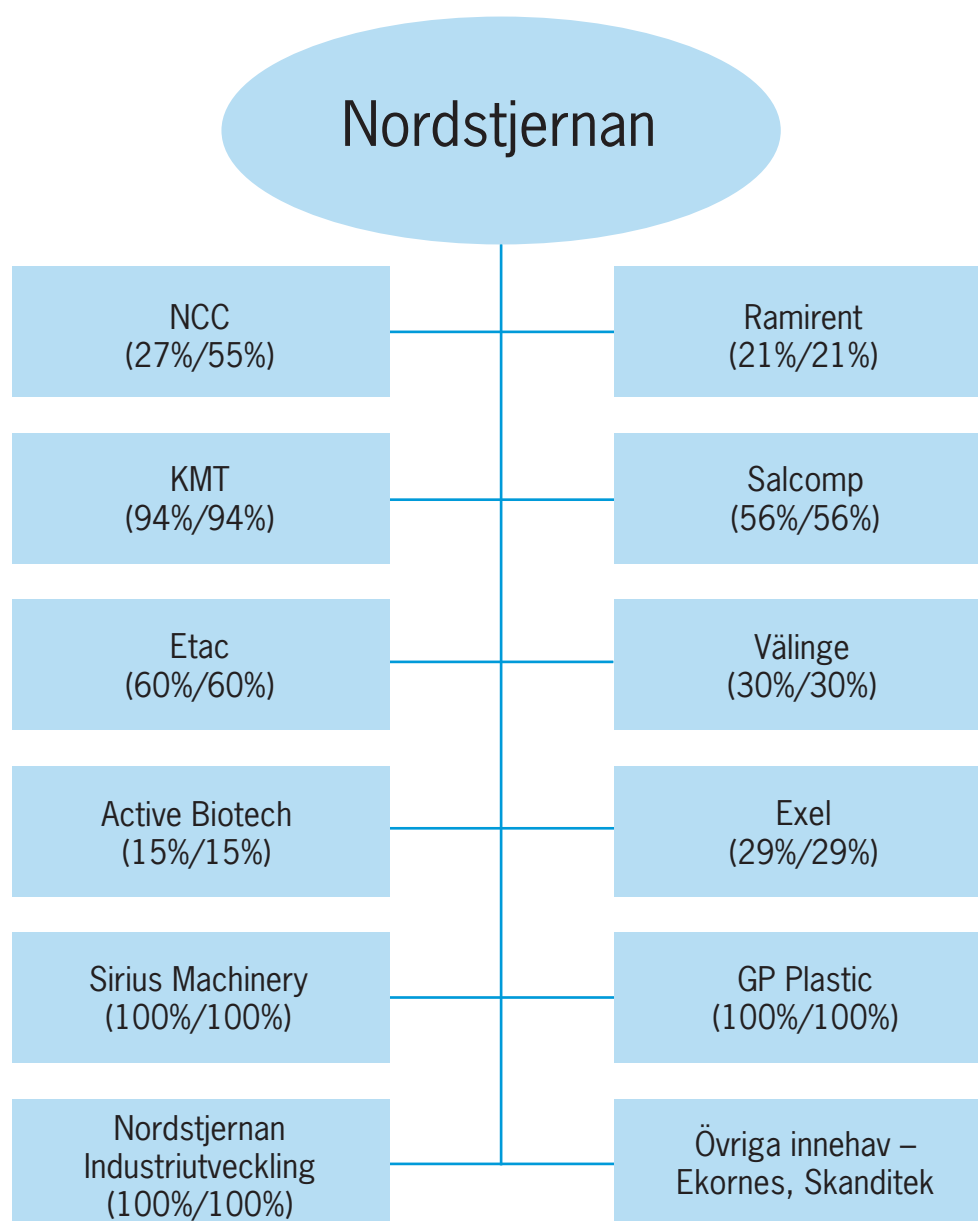 Nordstjernan
NCC
(27%/55%)
Ramirent
(21%/21%)
KMT
(94%/94%)
Salcomp
(56%/56%)
Etac
(60%/60%)
Välinge
(30%/30%)
Active Biotech
(15%/15%)
Exel
(29%/29%)
Sirius Machinery
(100%/100%)
GP Plastic
(100%/100%)
Nordstjernan
Industriutveckling
(100%/100%)
Övriga innehav –
Ekornes, Skanditek